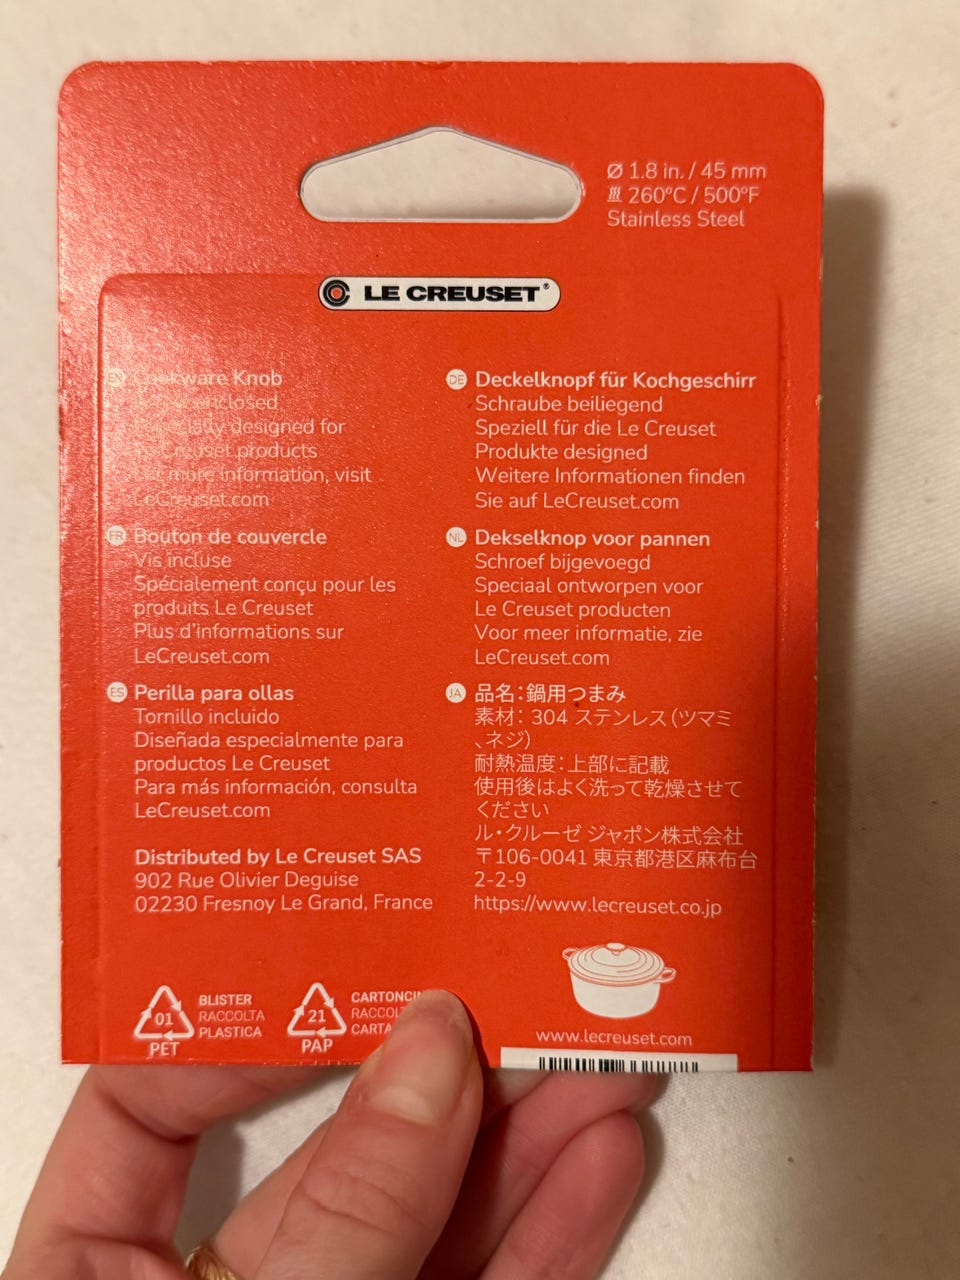 Ø 1.8 in. / 45 mm
260°C / 500°F
Stainless Steel
LE CREUSET®
EN Cookware Knob
enclosed
Specially designed for
Le Creuset products
For more information, visit
LeCreuset.com
FR Bouton de couvercle
Vis incluse
Spécialement conçu pour les
produits Le Creuset
Plus d'informations sur
LeCreuset.com
ES Perilla para ollas
Tornillo incluido
Diseñada especialmente para
productos Le Creuset
Para más información, consulta
LeCreuset.com
Distributed by Le Creuset SAS
902 Rue Olivier Deguise
02230 Fresnoy Le Grand, France
DE Deckelknopf für Kochgeschirr
Schraube beiliegend
Speziell für die Le Creuset
Produkte designed
Weitere Informationen finden
Sie auf LeCreuset.com
NL Dekselknop voor pannen
Schroef bijgevoegd
Speciaal ontworpen voor
Le Creuset producten
Voor meer informatie, zie
LeCreuset.com
JA 品名：鍋用つまみ
素材： 304 ステンレス（ツマミ
、ネジ）
耐熱温度：上部に記載
使用後はよく洗って乾燥させて
ください
ル・クルーゼ ジャポン株式会社
〒106-0041 東京都港区麻布台
2-2-9
https://www.lecreuset.co.jp
01
PET
BLISTER
RACCOLTA
PLASTICA
21
PAP
CARTA
www.lecreuset.com